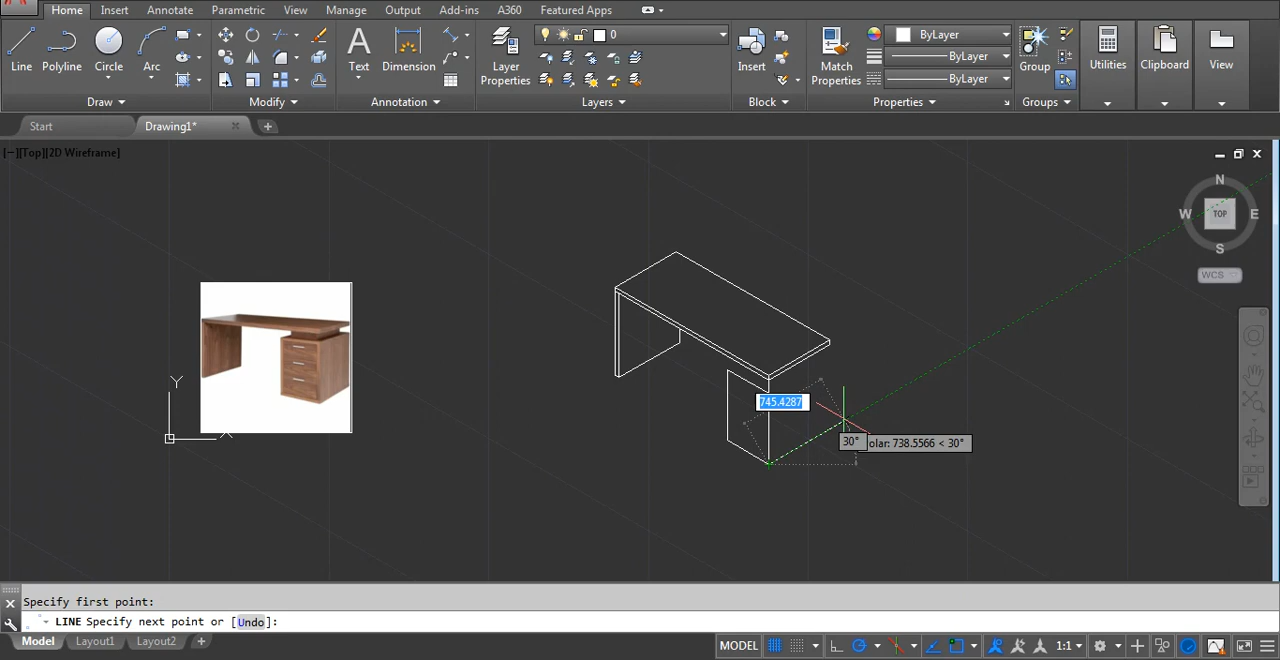 Home Insert Annotate Parametric View Manage Output Add-ins A360 Featured Apps
Line Polyline Circle Arc
Text Dimension
Layer Properties
0
Insert
Match Properties
ByLayer
ByLayer
ByLayer
Group
Utilities Clipboard View
Draw Modify Annotation Layers Block Properties Groups
Start Drawing1*
[−][Top][2D Wireframe]
N
W TOP E
S
WCS
Y
745.4287
30° olar: 738.5566 < 30°
Specify first point:
LINE Specify next point or [Undo]:
Model Layout1 Layout2 +
MODEL 1:1